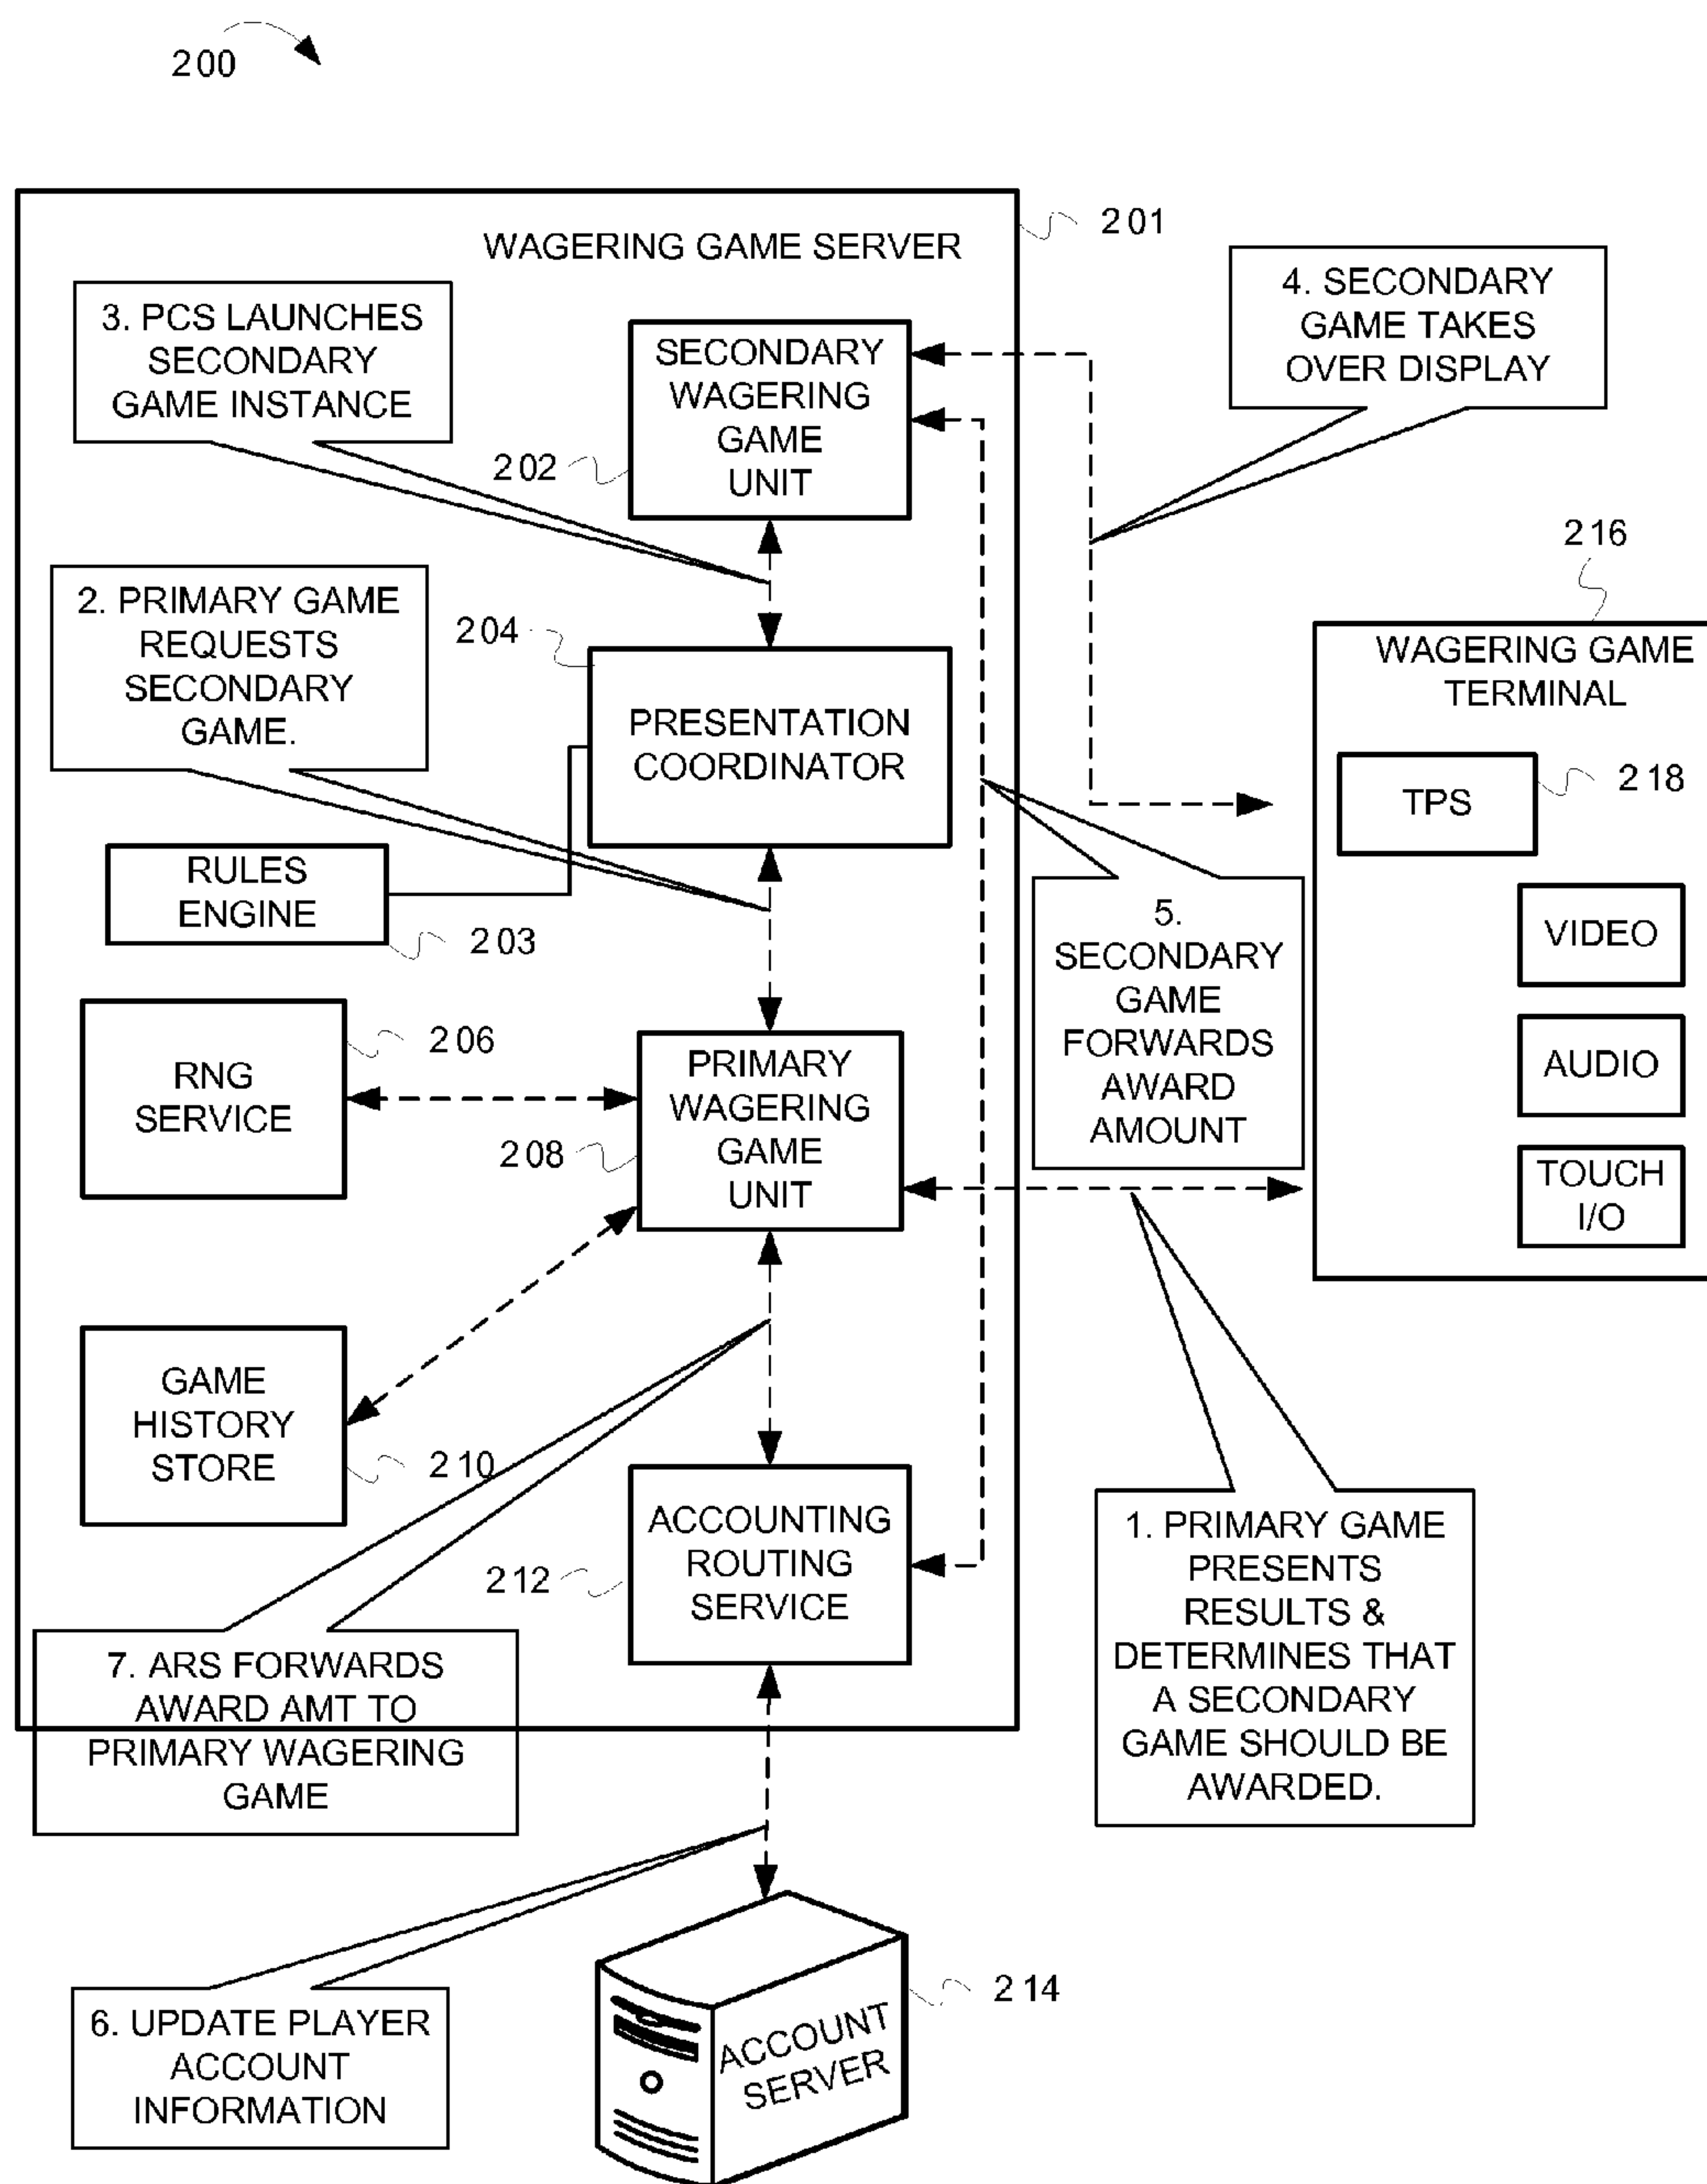 200
201
WAGERING GAME SERVER
3. PCS LAUNCHES
SECONDARY
GAME INSTANCE
SECONDARY
WAGERING
GAME
UNIT
202
4. SECONDARY
GAME TAKES
OVER DISPLAY
2. PRIMARY GAME
REQUESTS
SECONDARY
GAME.
204
PRESENTATION
COORDINATOR
216
WAGERING GAME
TERMINAL
TPS
218
VIDEO
AUDIO
TOUCH
I/O
RULES
ENGINE
203
5.
SECONDARY
GAME
FORWARDS
AWARD
AMOUNT
RNG
SERVICE
206
PRIMARY
WAGERING
GAME
UNIT
208
GAME
HISTORY
STORE
210
ACCOUNTING
ROUTING
SERVICE
212
1. PRIMARY GAME
PRESENTS
RESULTS &
DETERMINES THAT
A SECONDARY
GAME SHOULD BE
AWARDED.
7. ARS FORWARDS
AWARD AMT TO
PRIMARY WAGERING
GAME
6. UPDATE PLAYER
ACCOUNT
INFORMATION
ACCOUNT
SERVER
214